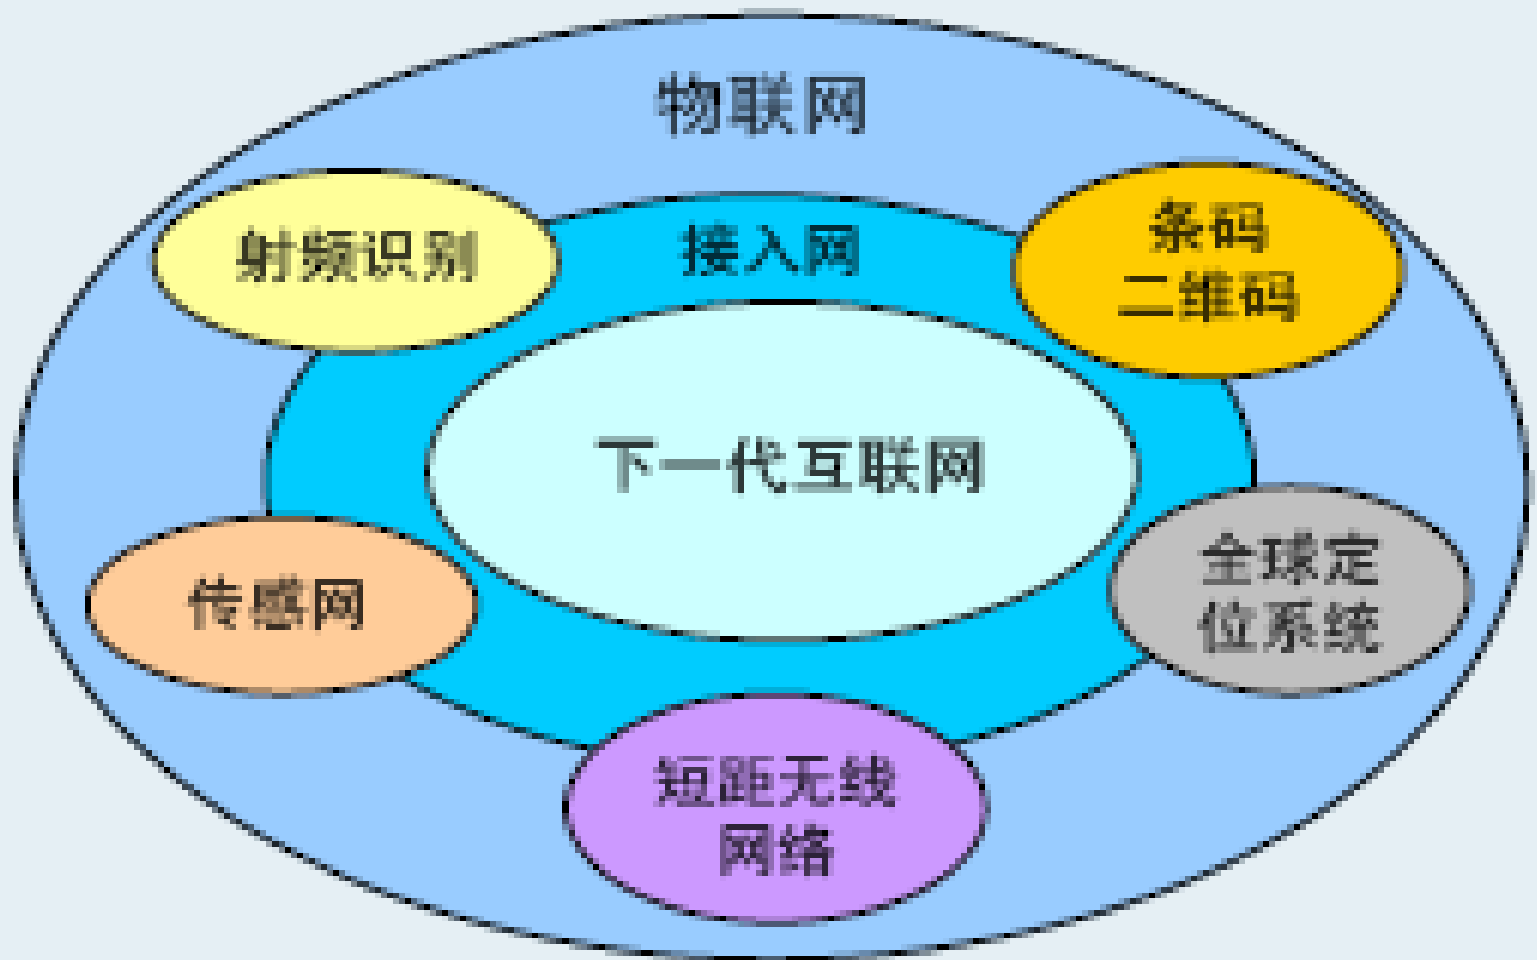 物联网
射频识别
接入网
条码
二维码
下一代互联网
传感网
全球定
位系统
短距无线
网络